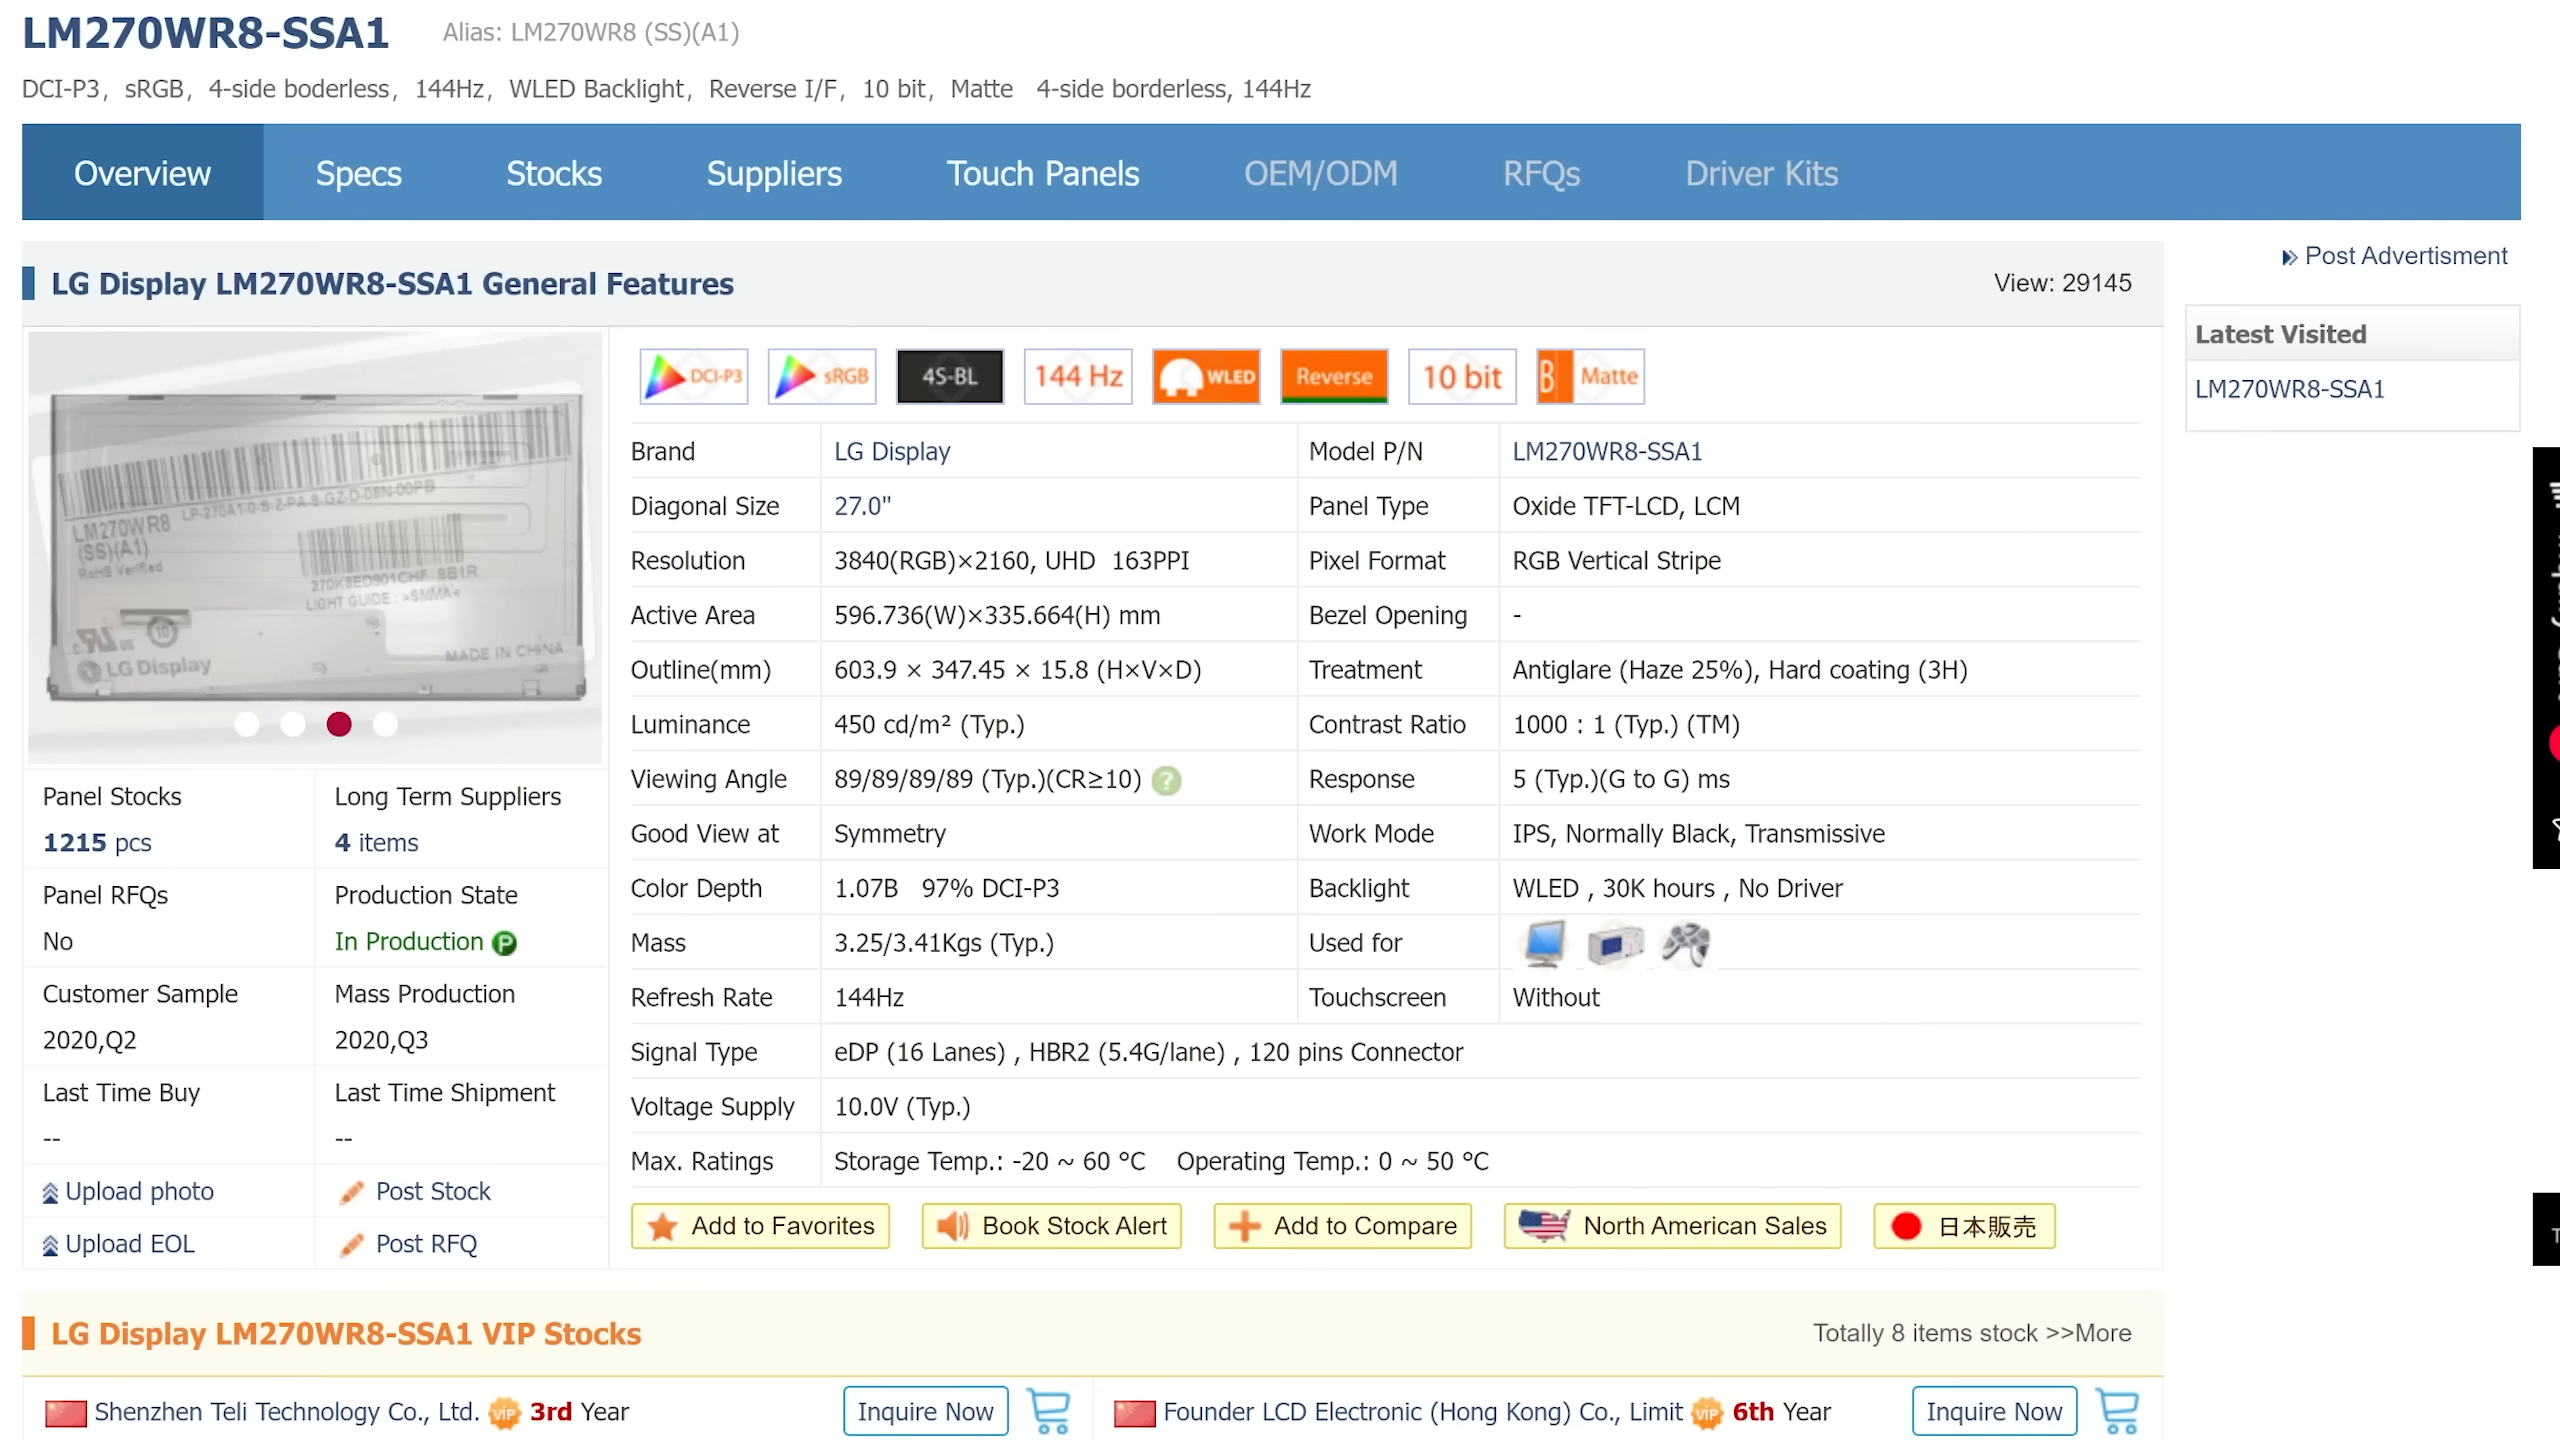 LM270WR8-SSA1 Alias: LM270WR8 (SS)(A1)
DCI-P3, sRGB, 4-side boderless, 144Hz, WLED Backlight, Reverse I/F, 10 bit, Matte 4-side borderless, 144Hz
Overview Specs Stocks Suppliers Touch Panels OEM/ODM RFQs Driver Kits
Post Advertisment
LG Display LM270WR8-SSA1 General Features View: 29145
Latest Visited
LM270WR8-SSA1
DCI-P3 sRGB 4S-BL 144 Hz WLED Reverse 10 bit B Matte
LM270WR8
(SS)(A1)
RoHS Verified
270K8ED901CHF 9B1R
LIGHT GUIDE : >SMMA<
10
LG Display
MADE IN CHINA
Panel Stocks Long Term Suppliers
1215 pcs 4 items
Panel RFQs Production State
No In Production P
Customer Sample Mass Production
2020,Q2 2020,Q3
Last Time Buy Last Time Shipment
-- --
Upload photo Post Stock
Upload EOL Post RFQ
Brand LG Display Model P/N LM270WR8-SSA1
Diagonal Size 27.0" Panel Type Oxide TFT-LCD, LCM
Resolution 3840(RGB)×2160, UHD 163PPI Pixel Format RGB Vertical Stripe
Active Area 596.736(W)×335.664(H) mm Bezel Opening -
Outline(mm) 603.9 × 347.45 × 15.8 (H×V×D) Treatment Antiglare (Haze 25%), Hard coating (3H)
Luminance 450 cd/m² (Typ.) Contrast Ratio 1000 : 1 (Typ.) (TM)
Viewing Angle 89/89/89/89 (Typ.)(CR≥10) ? Response 5 (Typ.)(G to G) ms
Good View at Symmetry Work Mode IPS, Normally Black, Transmissive
Color Depth 1.07B 97% DCI-P3 Backlight WLED , 30K hours , No Driver
Mass 3.25/3.41Kgs (Typ.) Used for
Refresh Rate 144Hz Touchscreen Without
Signal Type eDP (16 Lanes) , HBR2 (5.4G/lane) , 120 pins Connector
Voltage Supply 10.0V (Typ.)
Max. Ratings Storage Temp.: -20 ~ 60 °C Operating Temp.: 0 ~ 50 °C
Add to Favorites Book Stock Alert Add to Compare North American Sales 日本販売
LG Display LM270WR8-SSA1 VIP Stocks Totally 8 items stock >>More
Shenzhen Teli Technology Co., Ltd. VIP 3rd Year Inquire Now Founder LCD Electronic (Hong Kong) Co., Limit VIP 6th Year Inquire Now